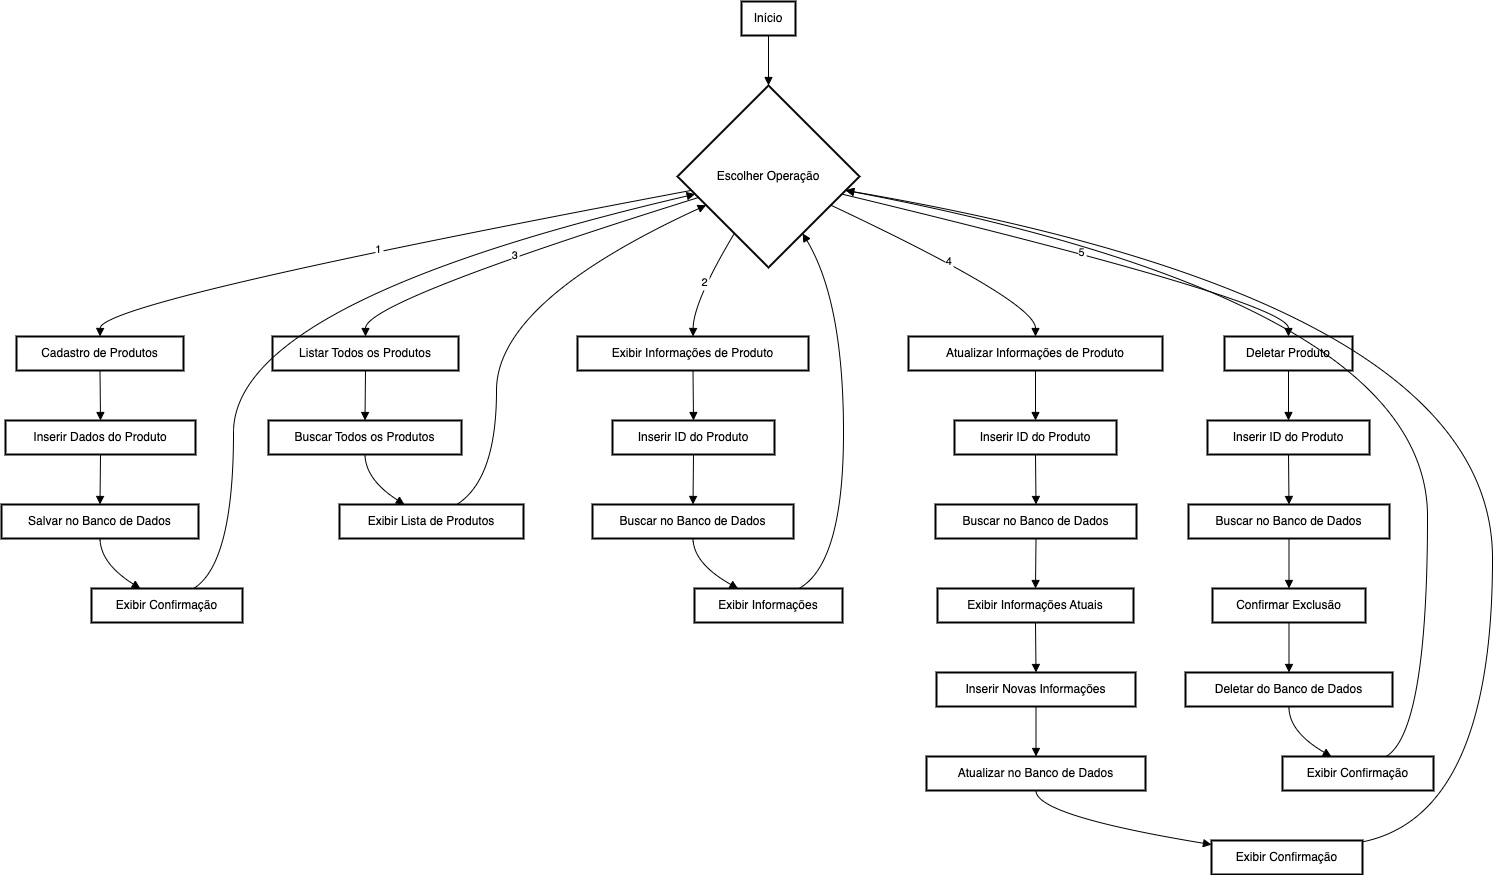 Início
Escolher Operação
1
3
2
4
5
Cadastro de Produtos
Listar Todos os Produtos
Exibir Informações de Produto
Atualizar Informações de Produto
Deletar Produto
Inserir Dados do Produto
Buscar Todos os Produtos
Inserir ID do Produto
Inserir ID do Produto
Inserir ID do Produto
Salvar no Banco de Dados
Exibir Lista de Produtos
Buscar no Banco de Dados
Buscar no Banco de Dados
Buscar no Banco de Dados
Exibir Confirmação
Exibir Informações
Exibir Informações Atuais
Confirmar Exclusão
Inserir Novas Informações
Deletar do Banco de Dados
Atualizar no Banco de Dados
Exibir Confirmação
Exibir Confirmação